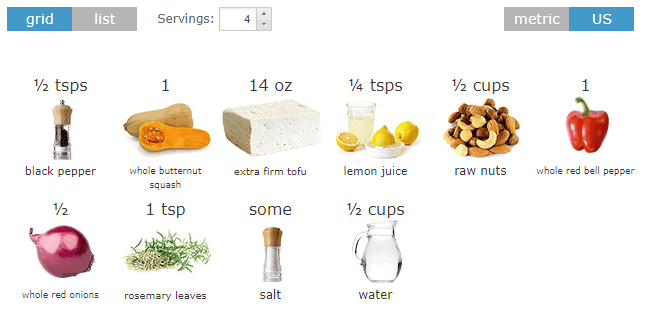 grid list Servings: 4 metric US
½ tsps 1 14 oz ¼ tsps ½ cups 1
black pepper whole butternut extra firm tofu lemon juice raw nuts whole red bell pepper
squash
½ 1 tsp some ½ cups
whole red onions rosemary leaves salt water